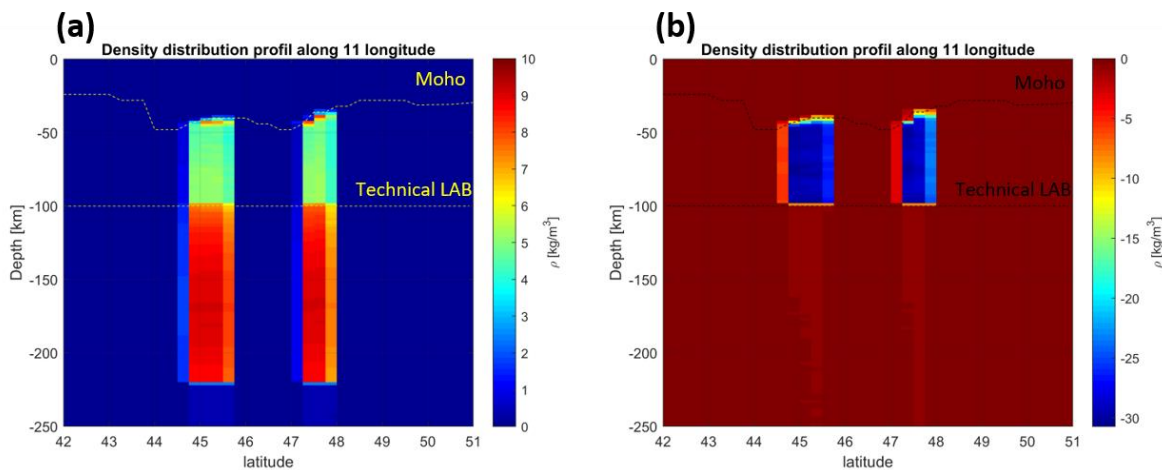 (a)
Density distribution profil along 11 longitude
0
-50
-100
-150
-200
-250
Depth [km]
42 43 44 45 46 47 48 49 50 51
latitude
Moho
Technical LAB
10
9
8
7
6
5
4
3
2
1
0
ρ [kg/m³]
(b)
Density distribution profil along 11 longitude
0
-50
-100
-150
-200
-250
Depth [km]
42 43 44 45 46 47 48 49 50 51
latitude
Moho
Technical LAB
0
-5
-10
-15
-20
-25
-30
ρ [kg/m³]